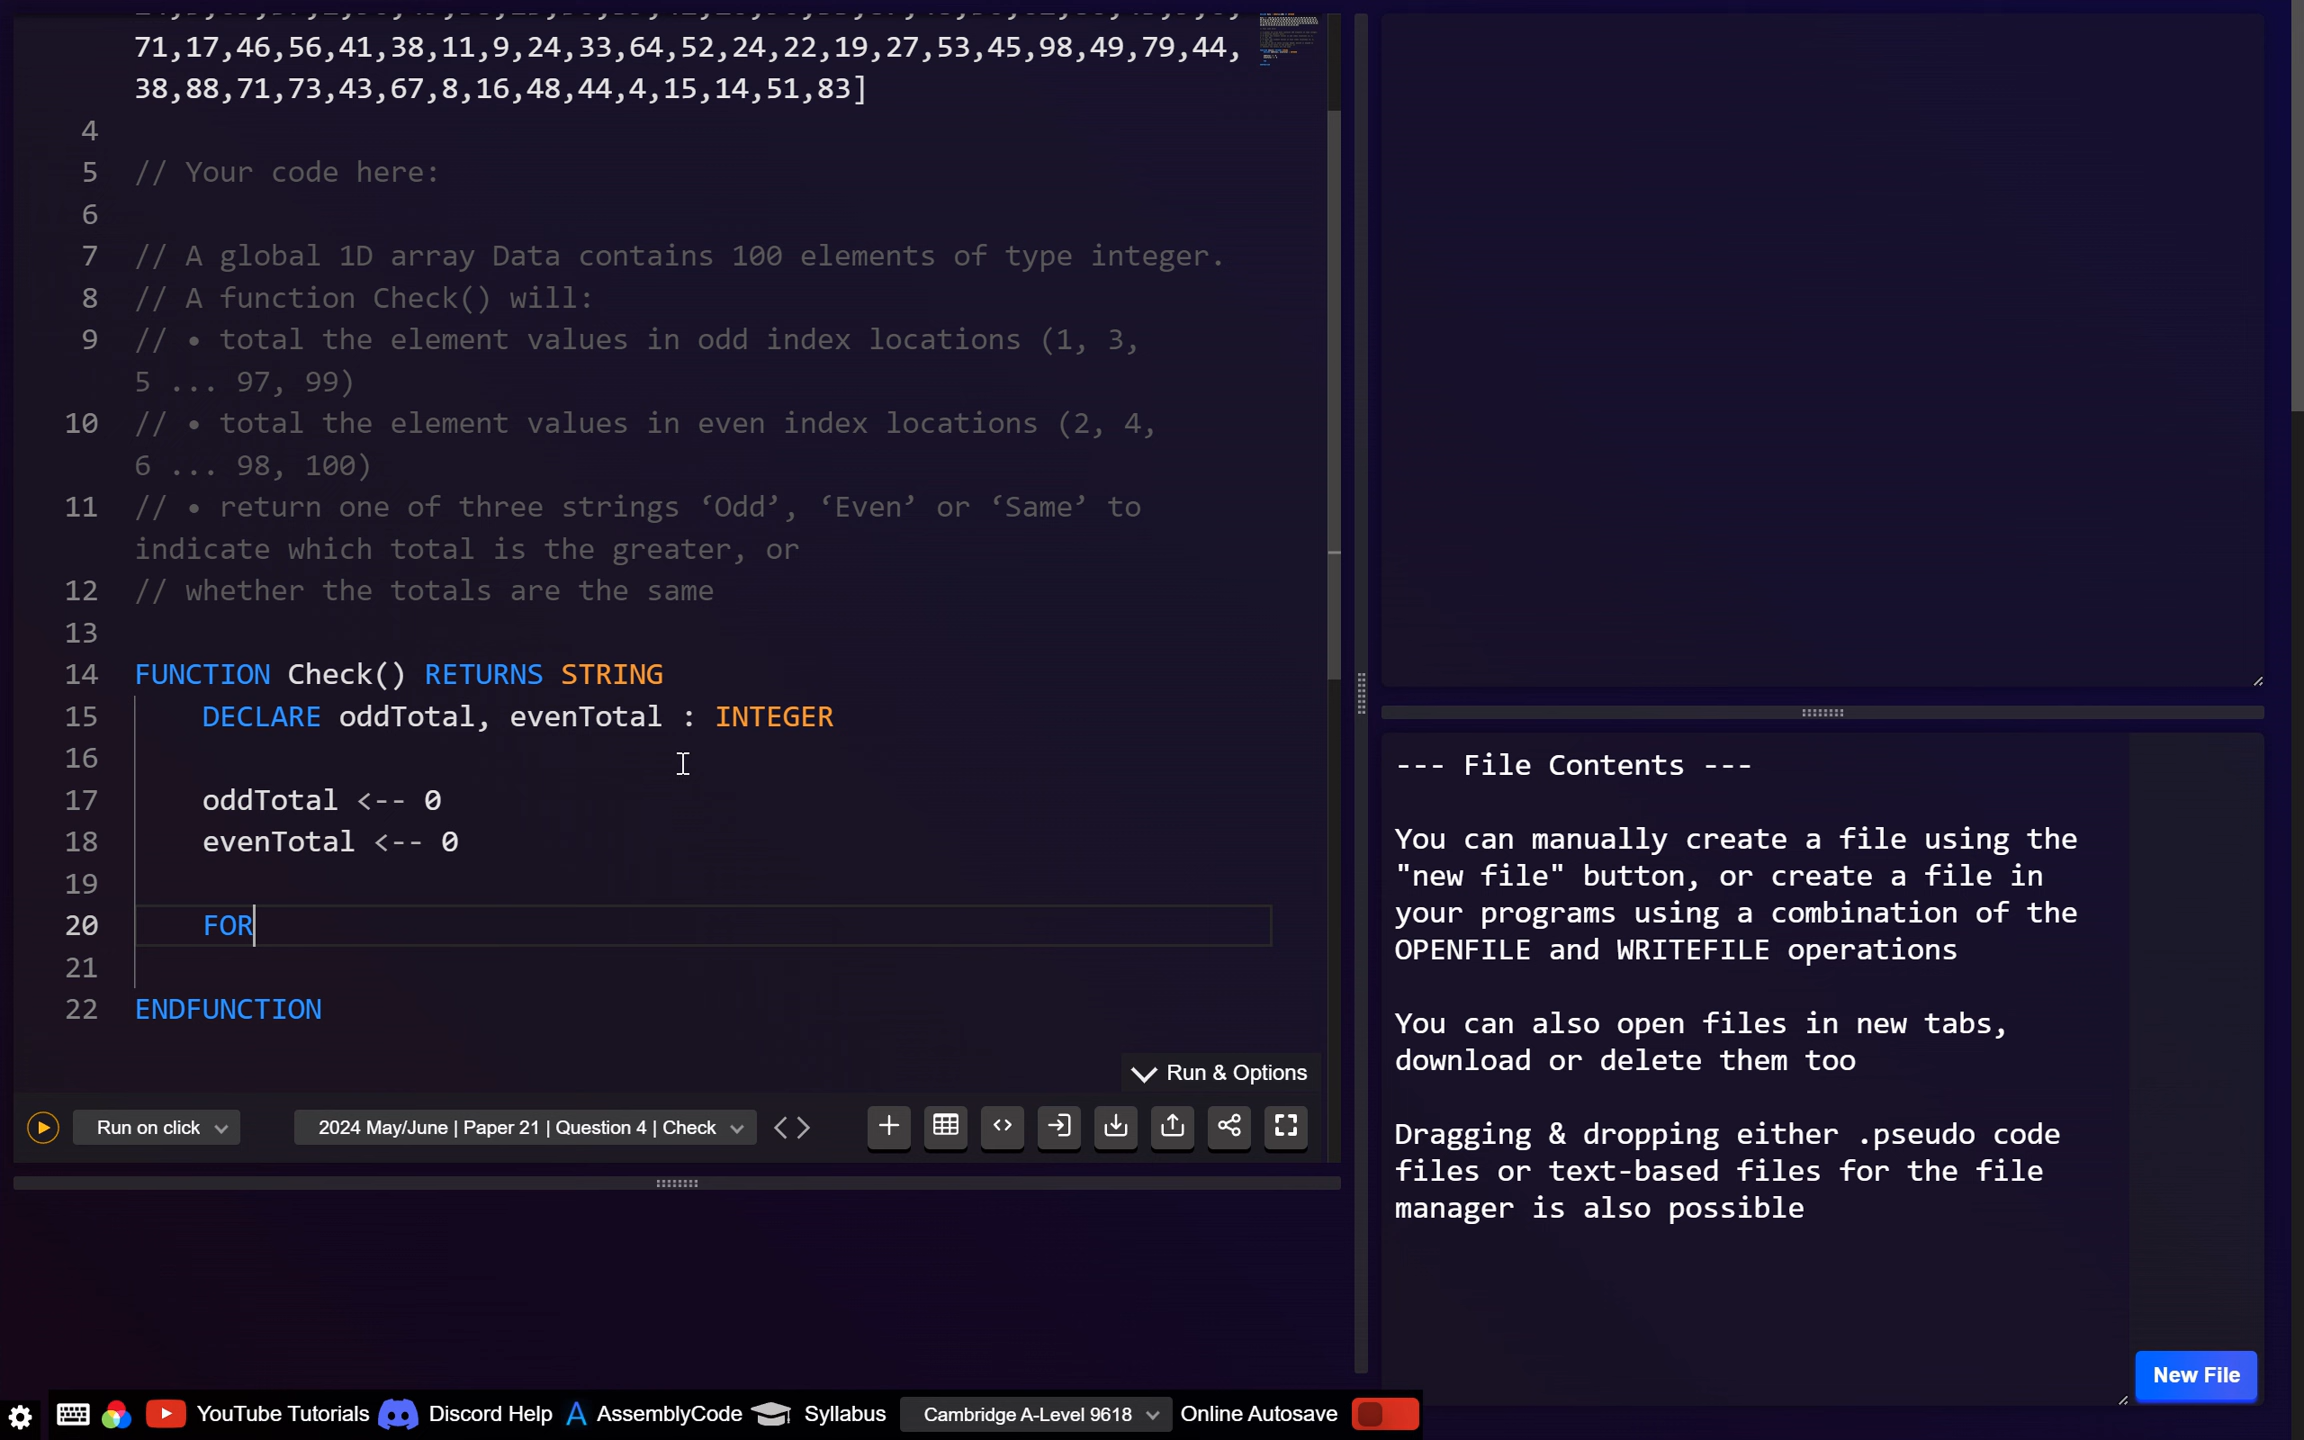 71,17,46,56,41,38,11,9,24,33,64,52,24,22,19,27,53,45,98,49,79,44,
38,88,71,73,43,67,8,16,48,44,4,15,14,51,83]
4
5 // Your code here:
6
7 // A global 1D array Data contains 100 elements of type integer.
8 // A function Check() will:
9 // • total the element values in odd index locations (1, 3,
5 ... 97, 99)
10 // • total the element values in even index locations (2, 4,
6 ... 98, 100)
11 // • return one of three strings ‘Odd’, ‘Even’ or ‘Same’ to
indicate which total is the greater, or
12 // whether the totals are the same
13
14 FUNCTION Check() RETURNS STRING
15 DECLARE oddTotal, evenTotal : INTEGER
16
17 oddTotal <-- 0
18 evenTotal <-- 0
19
20 FOR
21
22 ENDFUNCTION
Run & Options
Run on click
2024 May/June | Paper 21 | Question 4 | Check
--- File Contents ---
You can manually create a file using the
"new file" button, or create a file in
your programs using a combination of the
OPENFILE and WRITEFILE operations
You can also open files in new tabs,
download or delete them too
Dragging & dropping either .pseudo code
files or text-based files for the file
manager is also possible
New File
YouTube Tutorials
Discord Help
AssemblyCode
Syllabus
Cambridge A-Level 9618
Online Autosave